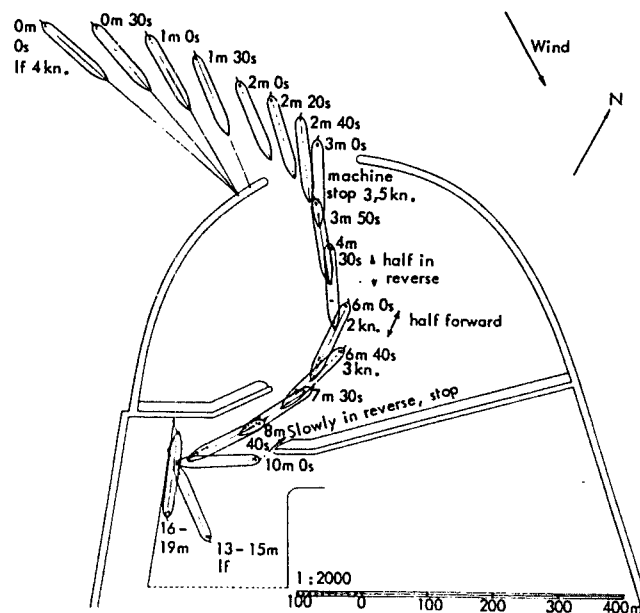 0m
0s
If 4kn.
0m 30s
1m 0s
1m 30s
2m 0s
2m 20s
2m 40s
3m 0s
Wind
N
machine
stop 3,5kn.
3m 50s
4m
30s
half in
reverse
6m 0s
2kn.
half forward
6m 40s
3kn.
7m 30s
Slowly in reverse, stop
8m
40s
10m 0s
16-
19m
13-15m
If
1:2000
100 0 100 200 300 400m